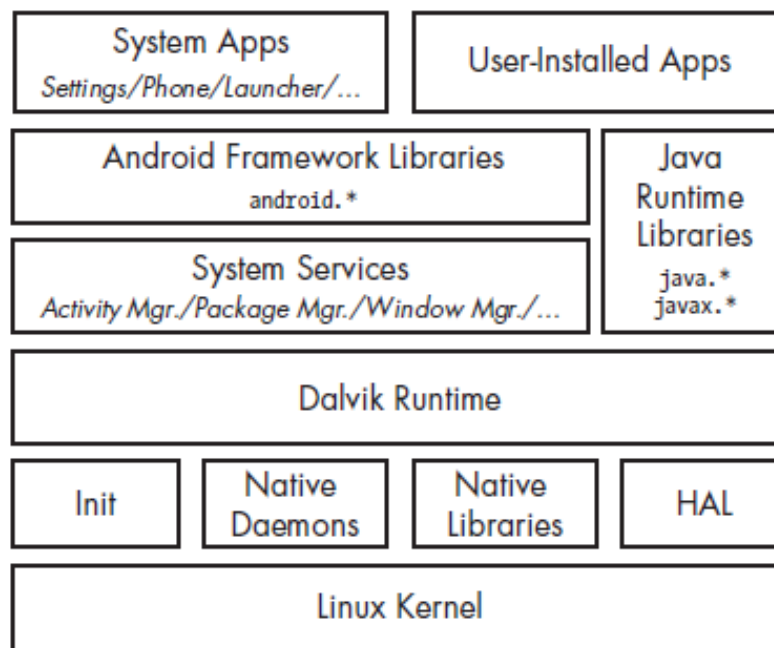 System Apps
Settings/Phone/Launcher/...
User-Installed Apps
Android Framework Libraries
android.*
Java
Runtime
Libraries
java.*
javax.*
System Services
Activity Mgr./Package Mgr./Window Mgr./...
Dalvik Runtime
Init
Native
Daemons
Native
Libraries
HAL
Linux Kernel